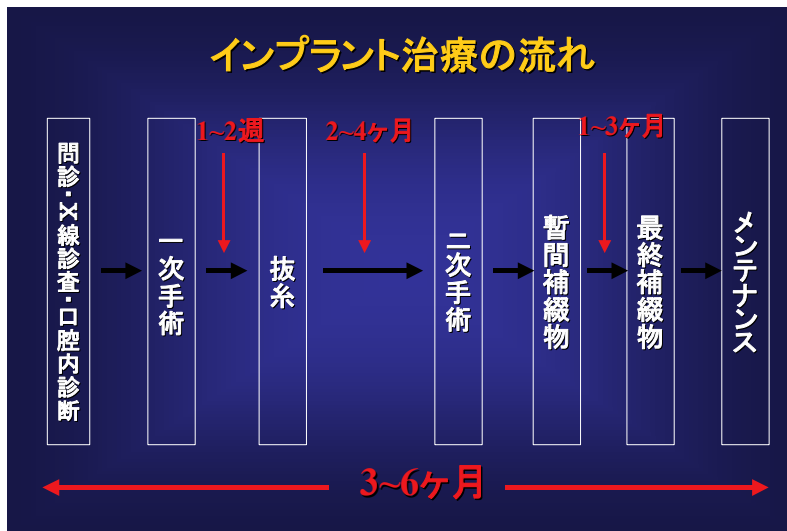 インプラント治療の流れ
問診・X線診査・口腔内診断
一次手術
1~2週
抜糸
2~4ヶ月
二次手術
暫間補綴物
1~3ヶ月
最終補綴物
メンテナンス
3~6ヶ月